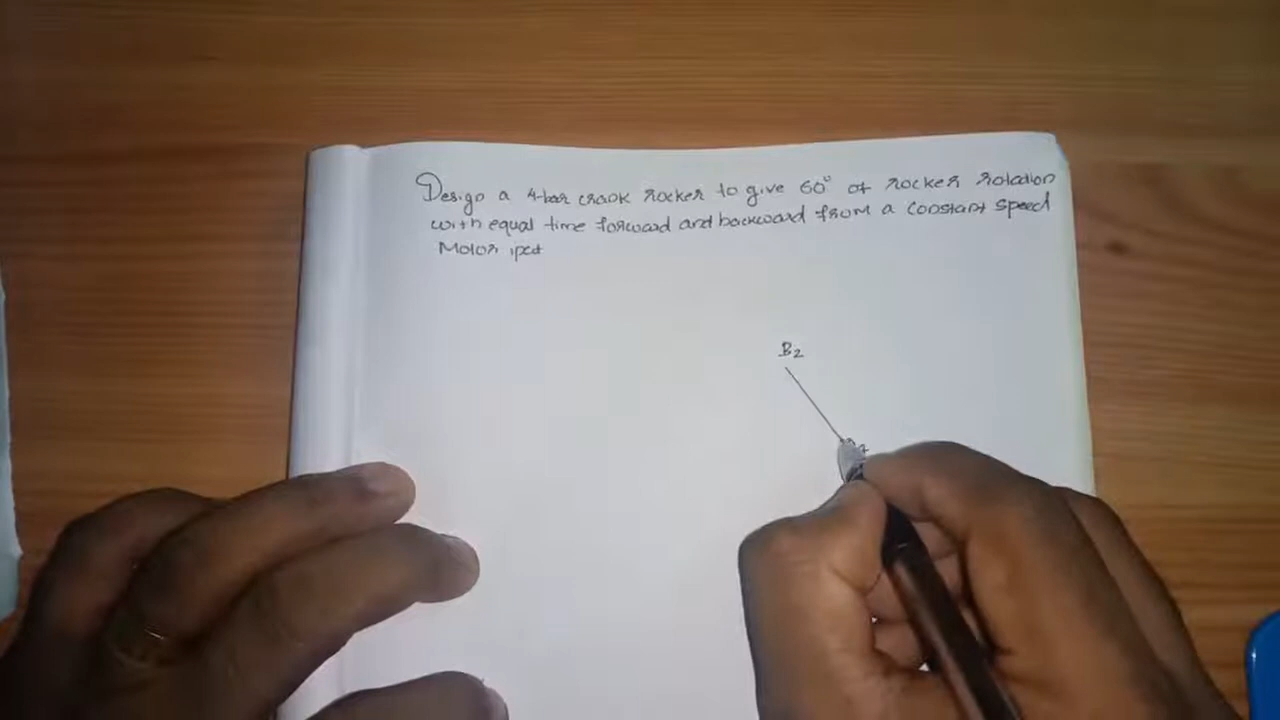 Design a 4-bar crank rocker to give 60° of rocker rotation
with equal time forward and backward from a constant speed
Motor ipct
B2